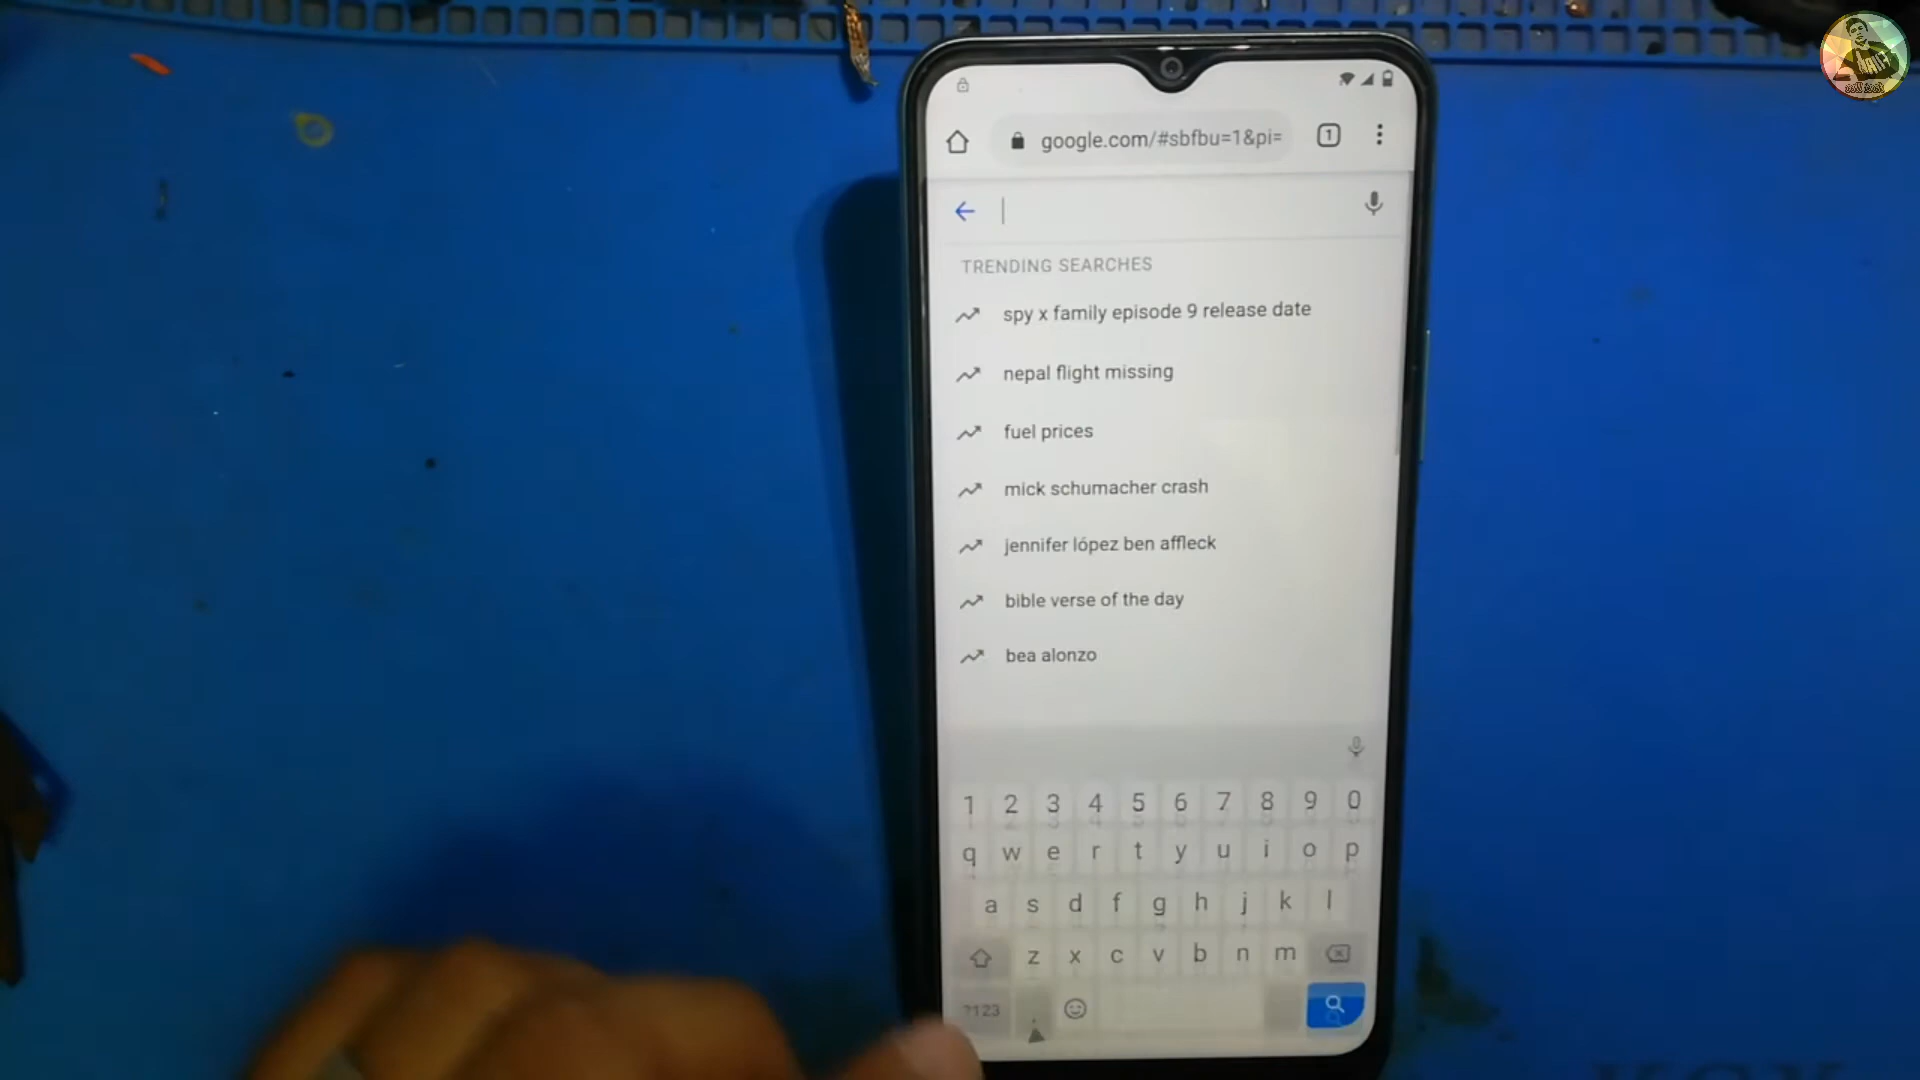 google.com/#sbfbu=1&pi=
1
TRENDING SEARCHES
spy x family episode 9 release date
nepal flight missing
fuel prices
mick schumacher crash
jennifer lópez ben affleck
bible verse of the day
bea alonzo
1 2 3 4 5 6 7 8 9 0
q w e r t y u i o p
a s d f g h j k l
z x c v b n m
?123 .